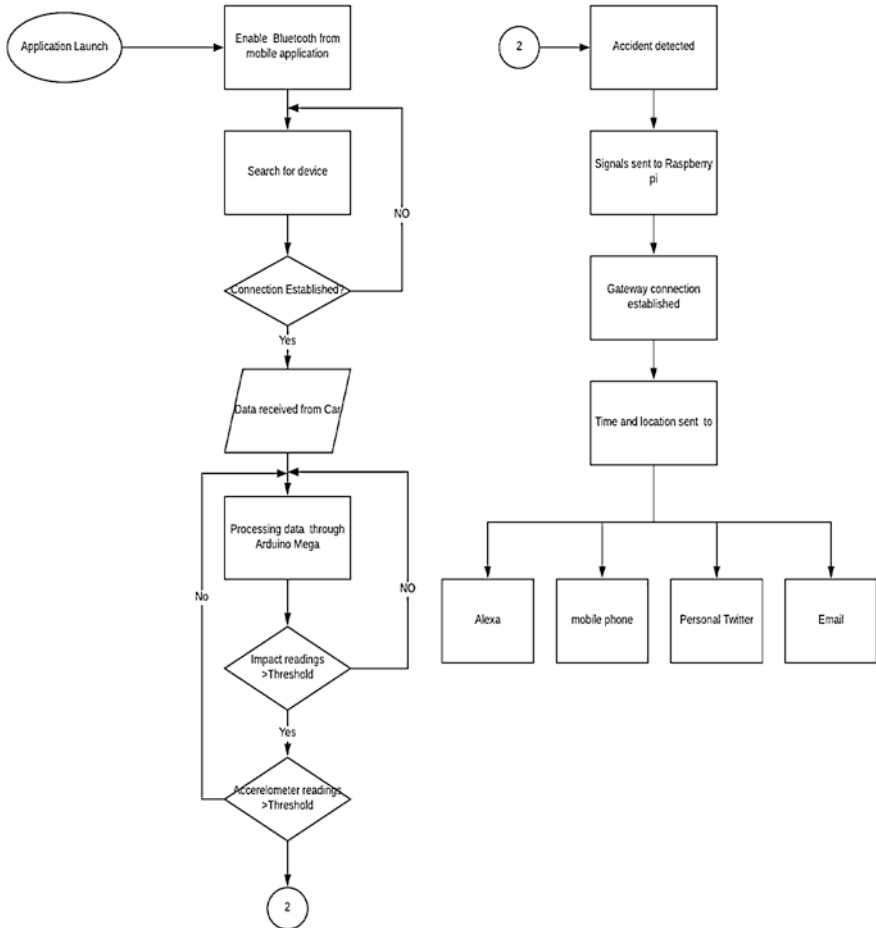 Application Launch
Enable Bluetooth from
mobile application
Search for device
NO
Connection Established?
Yes
Data received from Car
Processing data through
Arduino Mega
No
NO
Impact readings
>Threshold
Yes
Accerelometer readings
>Threshold
2
2
Accident detected
Signals sent to Raspberry
pi
Gateway connection
established
Time and location sent to
Alexa
mobile phone
Personal Twitter
Email